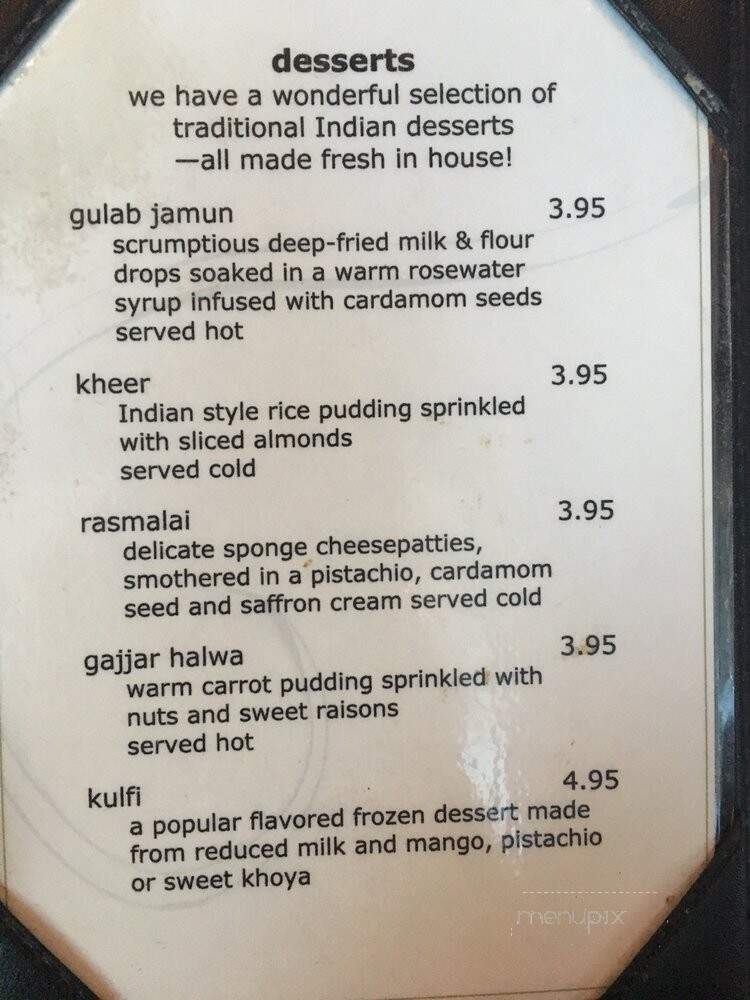 desserts
we have a wonderful selection of
traditional Indian desserts
—all made fresh in house!
gulab jamun 3.95
scrumptious deep-fried milk & flour
drops soaked in a warm rosewater
syrup infused with cardamom seeds
served hot
kheer 3.95
Indian style rice pudding sprinkled
with sliced almonds
served cold
rasmalai 3.95
delicate sponge cheesepatties,
smothered in a pistachio, cardamom
seed and saffron cream served cold
gajjar halwa 3.95
warm carrot pudding sprinkled with
nuts and sweet raisons
served hot
kulfi 4.95
a popular flavored frozen dessert made
from reduced milk and mango, pistachio
or sweet khoya
menupix